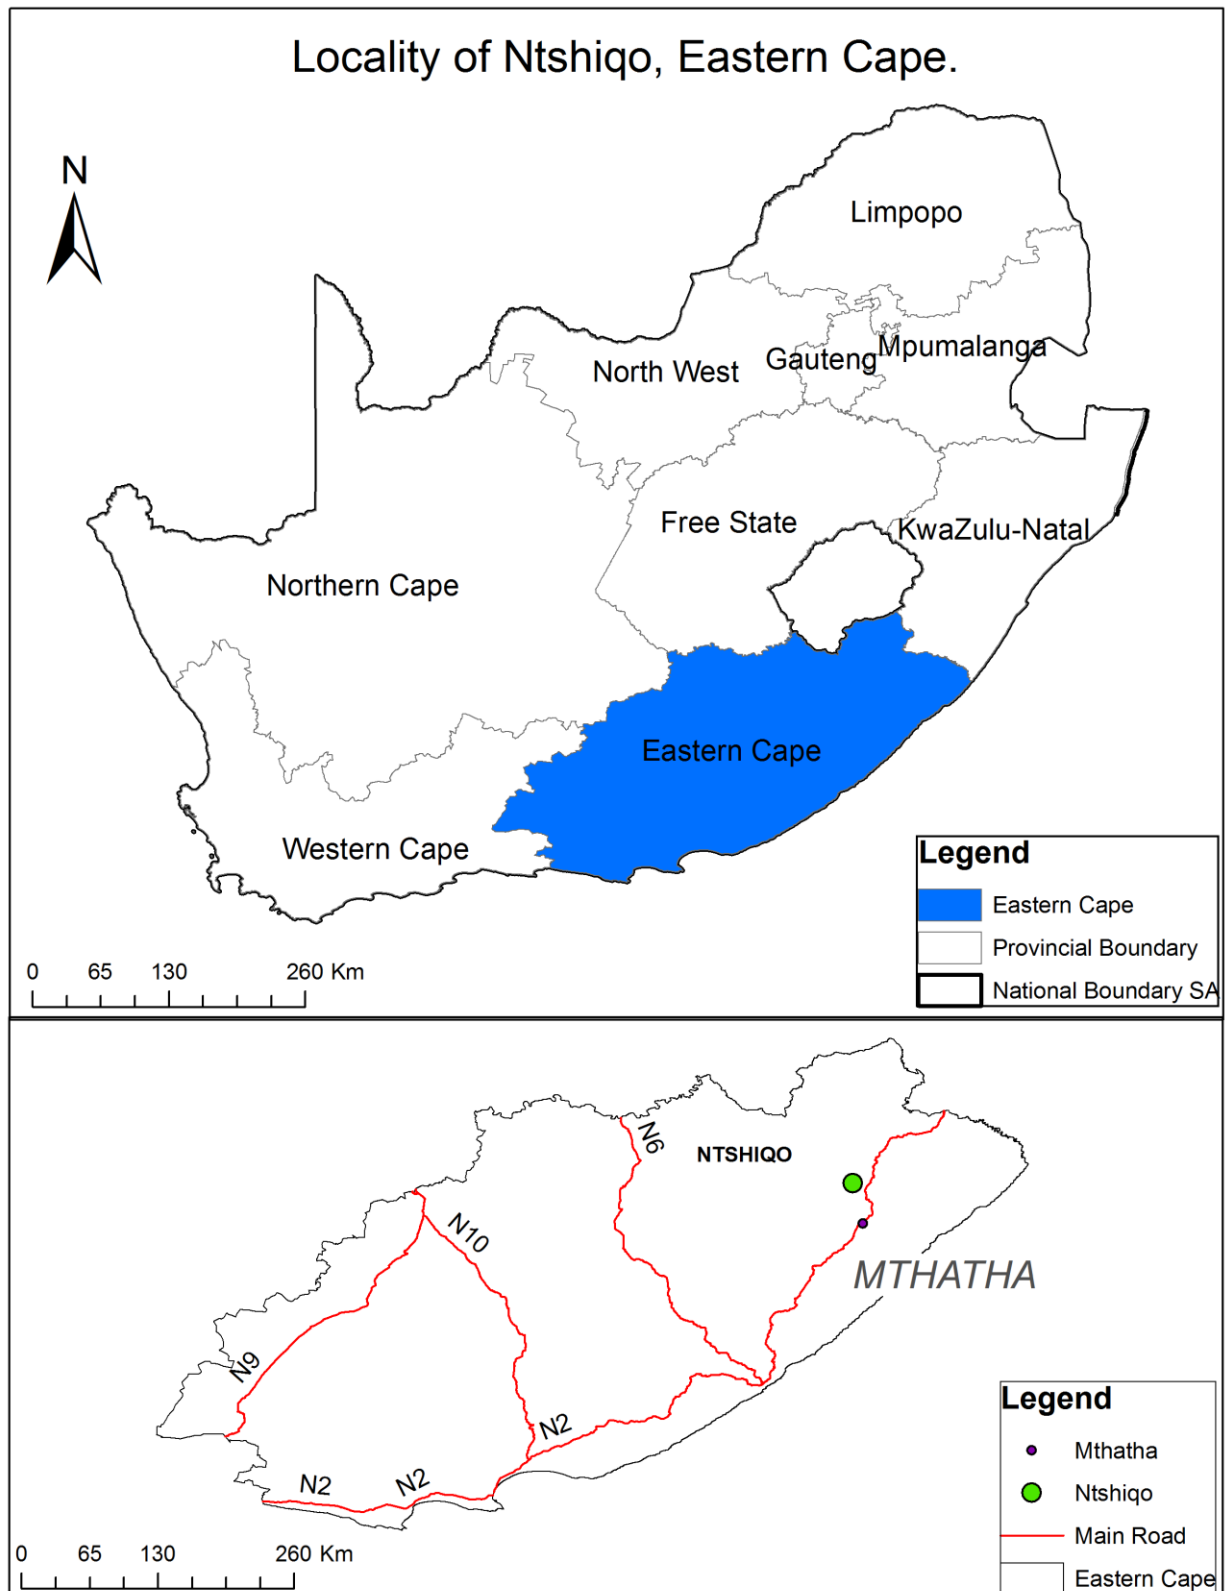 Locality of Ntshiqo, Eastern Cape.
N
Limpopo
Mpumalanga
Gauteng
North West
Free State
KwaZulu-Natal
Northern Cape
Eastern Cape
Western Cape
Legend
Eastern Cape
Provincial Boundary
National Boundary SA
0 65 130 260 Km
N6
NTSHIQO
N10
MTHATHA
N9
N2
N2
N2
Legend
Mthatha
Ntshiqo
Main Road
Eastern Cape
0 65 130 260 Km